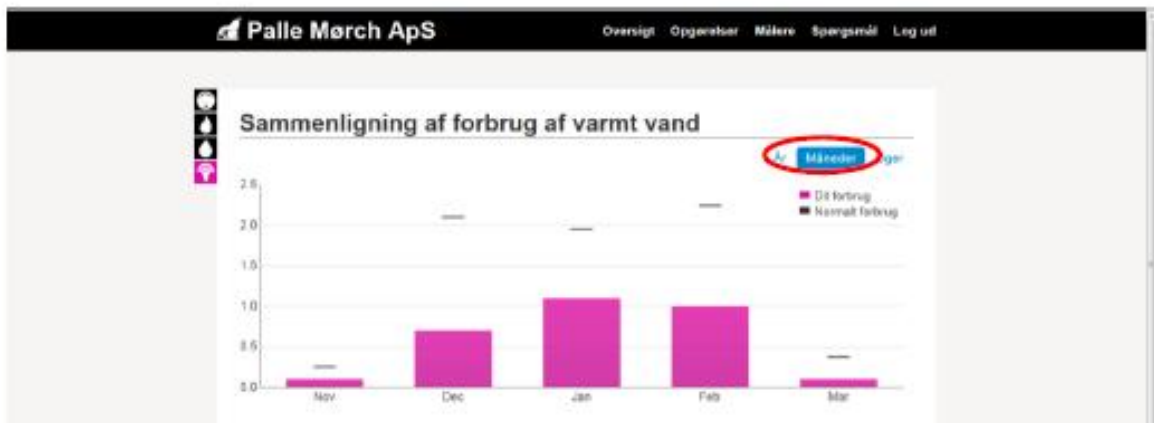 Palle Mørch ApS
Oversigt Opgørelser Målere Spørgsmål Log ud
Sammenligning af forbrug af varmt vand
År Måneder
2.5
Dit forbrug
Normalt forbrug
2.0
1.5
1.0
0.5
0.0
Nov Dec Jan Feb Mar